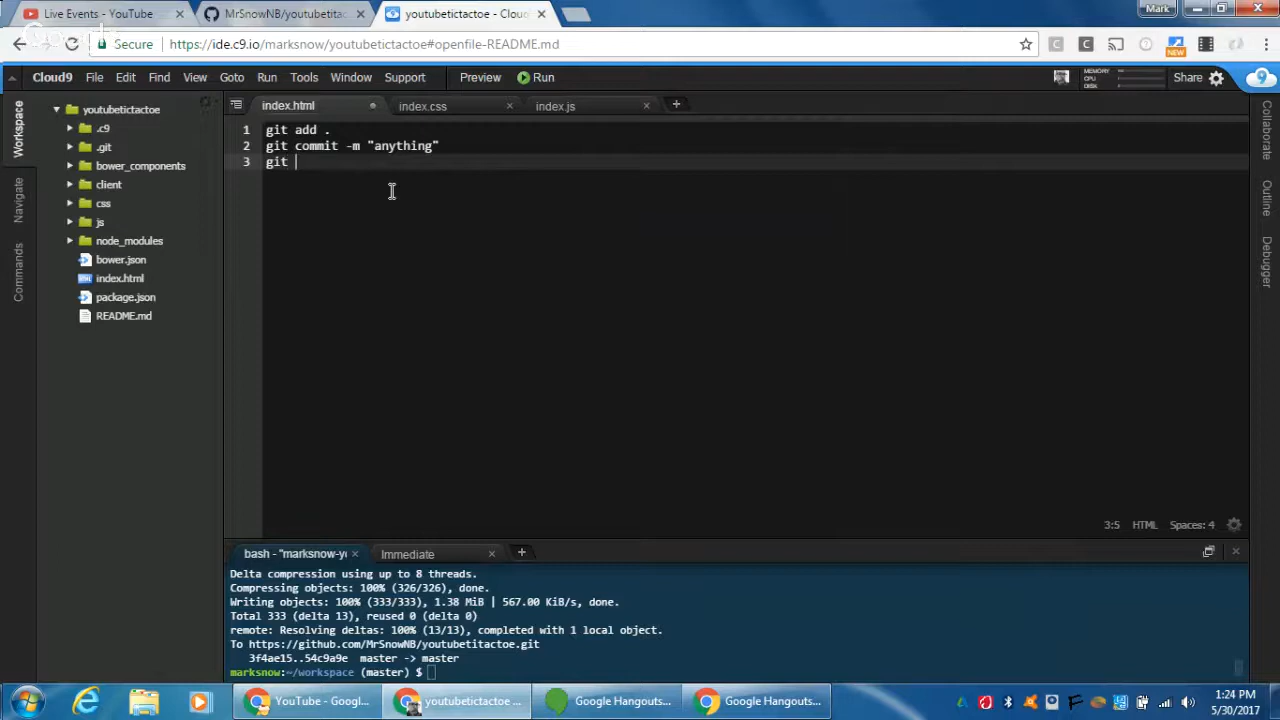 Live Events - YouTube
MrSnowNB/youtubetitac
youtubetictactoe - Cloud
Mark
Secure
https://ide.c9.io/marksnow/youtubetictactoe#openfile-README.md
NEW
Cloud9 File Edit Find View Goto Run Tools Window Support Preview Run
MEMORY
CPU
DISK
Share
Workspace
Navigate
Commands
youtubetictactoe
.c9
.git
bower_components
client
css
js
node_modules
bower.json
index.html
package.json
README.md
index.html
index.css
index.js
1 git add .
2 git commit -m "anything"
3 git
3:5 HTML Spaces: 4
Collaborate
Outline
Debugger
bash - "marksnow-yo
Immediate
Delta compression using up to 8 threads.
Compressing objects: 100% (326/326), done.
Writing objects: 100% (333/333), 1.38 MiB | 567.00 KiB/s, done.
Total 333 (delta 13), reused 0 (delta 0)
remote: Resolving deltas: 100% (13/13), completed with 1 local object.
To https://github.com/MrSnowNB/youtubetitactoe.git
3f4ae15..54c9a9e master -> master
marksnow:~/workspace (master) $
YouTube - Googl...
youtubetictactoe ...
Google Hangouts...
Google Hangouts...
1:24 PM
5/30/2017